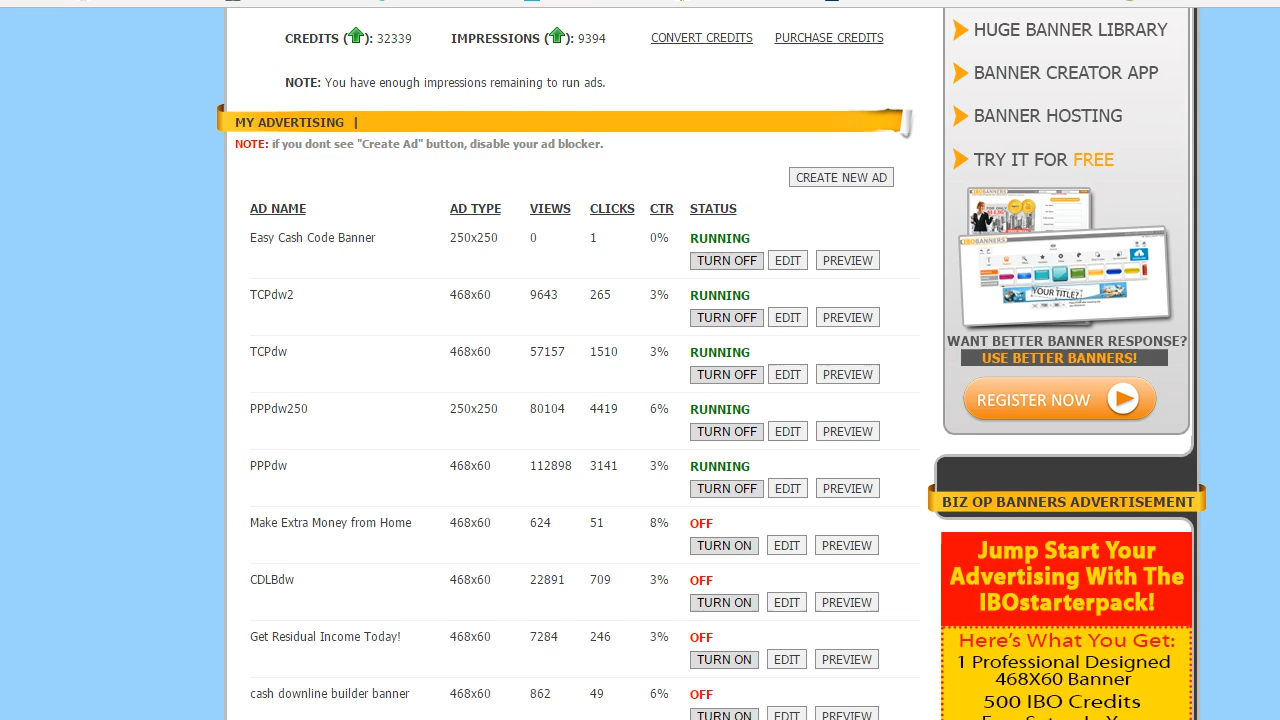 CREDITS ( ): 32339 IMPRESSIONS ( ): 9394 CONVERT CREDITS PURCHASE CREDITS
NOTE: You have enough impressions remaining to run ads.
MY ADVERTISING |
NOTE: if you dont see "Create Ad" button, disable your ad blocker.
CREATE NEW AD
AD NAME AD TYPE VIEWS CLICKS CTR STATUS
Easy Cash Code Banner 250x250 0 1 0% RUNNING
TURN OFF EDIT PREVIEW
TCPdw2 468x60 9643 265 3% RUNNING
TURN OFF EDIT PREVIEW
TCPdw 468x60 57157 1510 3% RUNNING
TURN OFF EDIT PREVIEW
PPPdw250 250x250 80104 4419 6% RUNNING
TURN OFF EDIT PREVIEW
PPPdw 468x60 112898 3141 3% RUNNING
TURN OFF EDIT PREVIEW
Make Extra Money from Home 468x60 624 51 8% OFF
TURN ON EDIT PREVIEW
CDLBdw 468x60 22891 709 3% OFF
TURN ON EDIT PREVIEW
Get Residual Income Today! 468x60 7284 246 3% OFF
TURN ON EDIT PREVIEW
cash downline builder banner 468x60 862 49 6% OFF
TURN ON EDIT PREVIEW
HUGE BANNER LIBRARY
BANNER CREATOR APP
BANNER HOSTING
TRY IT FOR FREE
IBOBANNERS
IBOBANNERS
YOUR TITLE?
WANT BETTER BANNER RESPONSE?
USE BETTER BANNERS!
REGISTER NOW
BIZ OP BANNERS ADVERTISEMENT
Jump Start Your
Advertising With The
IBOstarterpack!
Here's What You Get:
1 Professional Designed
468X60 Banner
500 IBO Credits